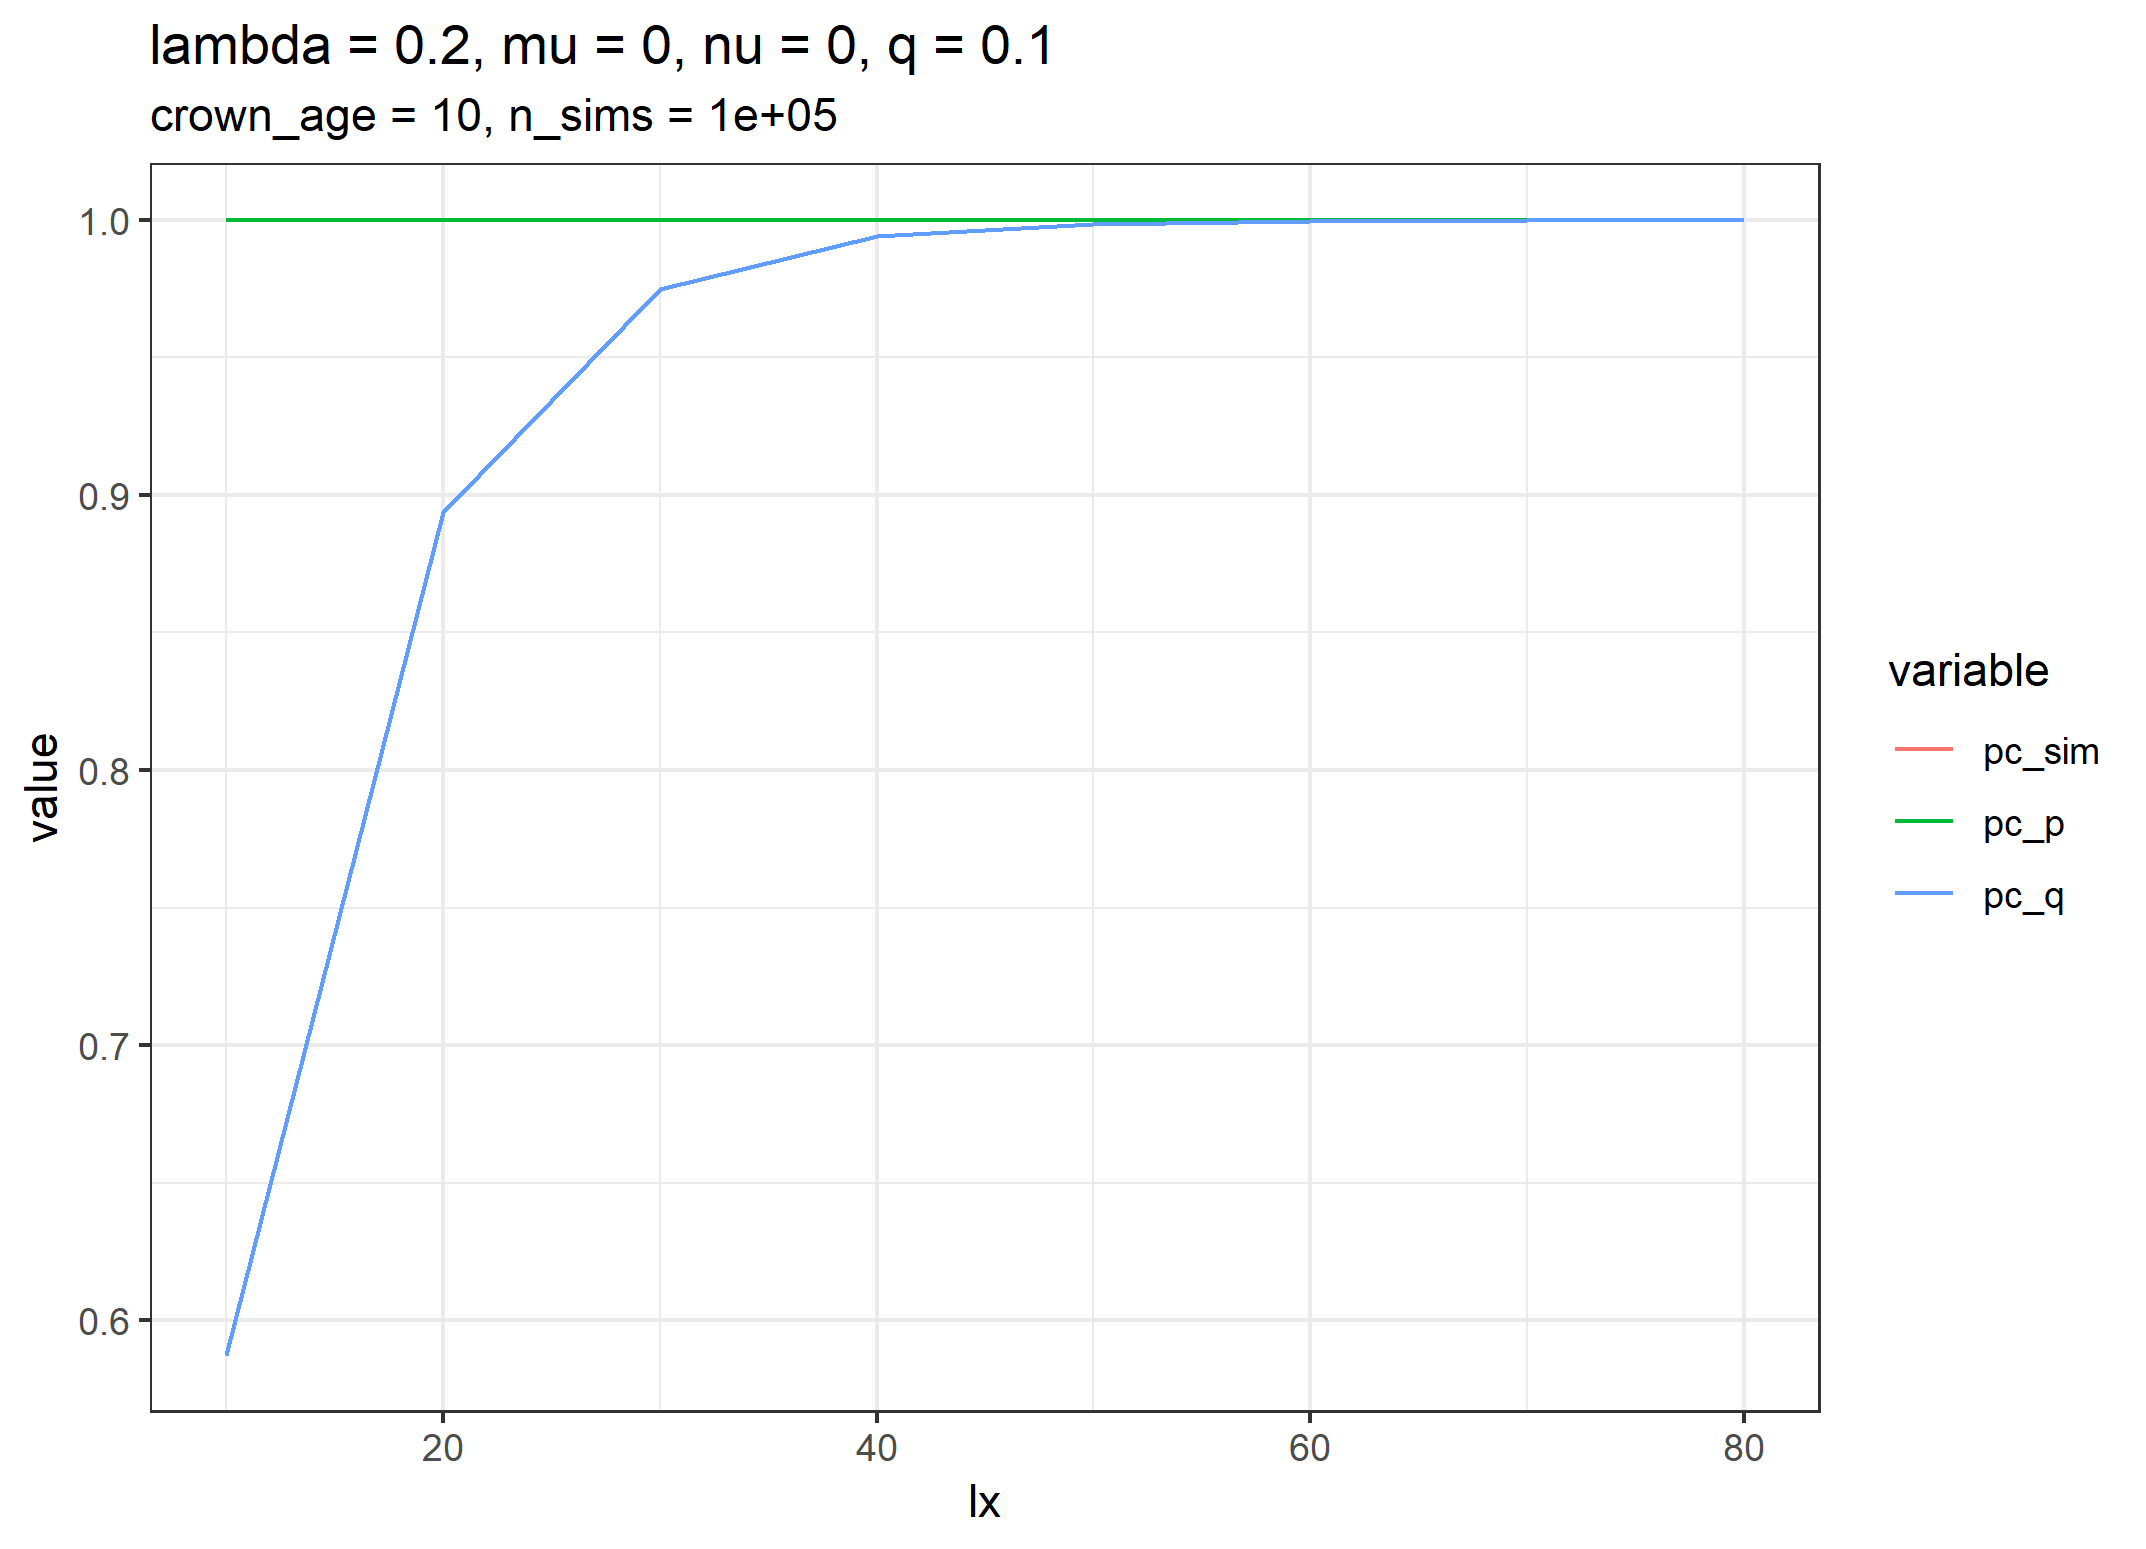 lambda = 0.2, mu = 0, nu = 0, q = 0.1
crown_age = 10, n_sims = 1e+05
1.0
0.9
0.8
0.7
0.6
value
20
40
60
80
lx
variable
pc_sim
pc_p
pc_q